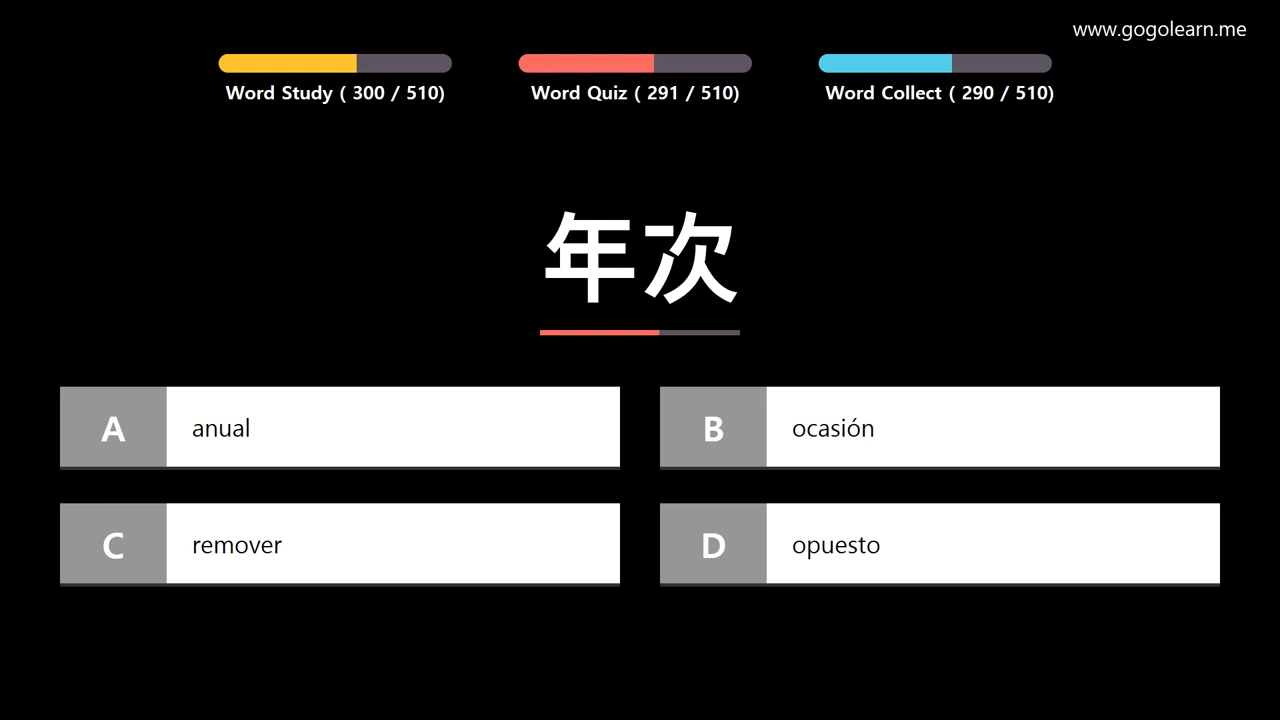 www.gogolearn.me
Word Study ( 300 / 510)
Word Quiz ( 291 / 510)
Word Collect ( 290 / 510)
年次
A
anual
B
ocasión
C
remover
D
opuesto